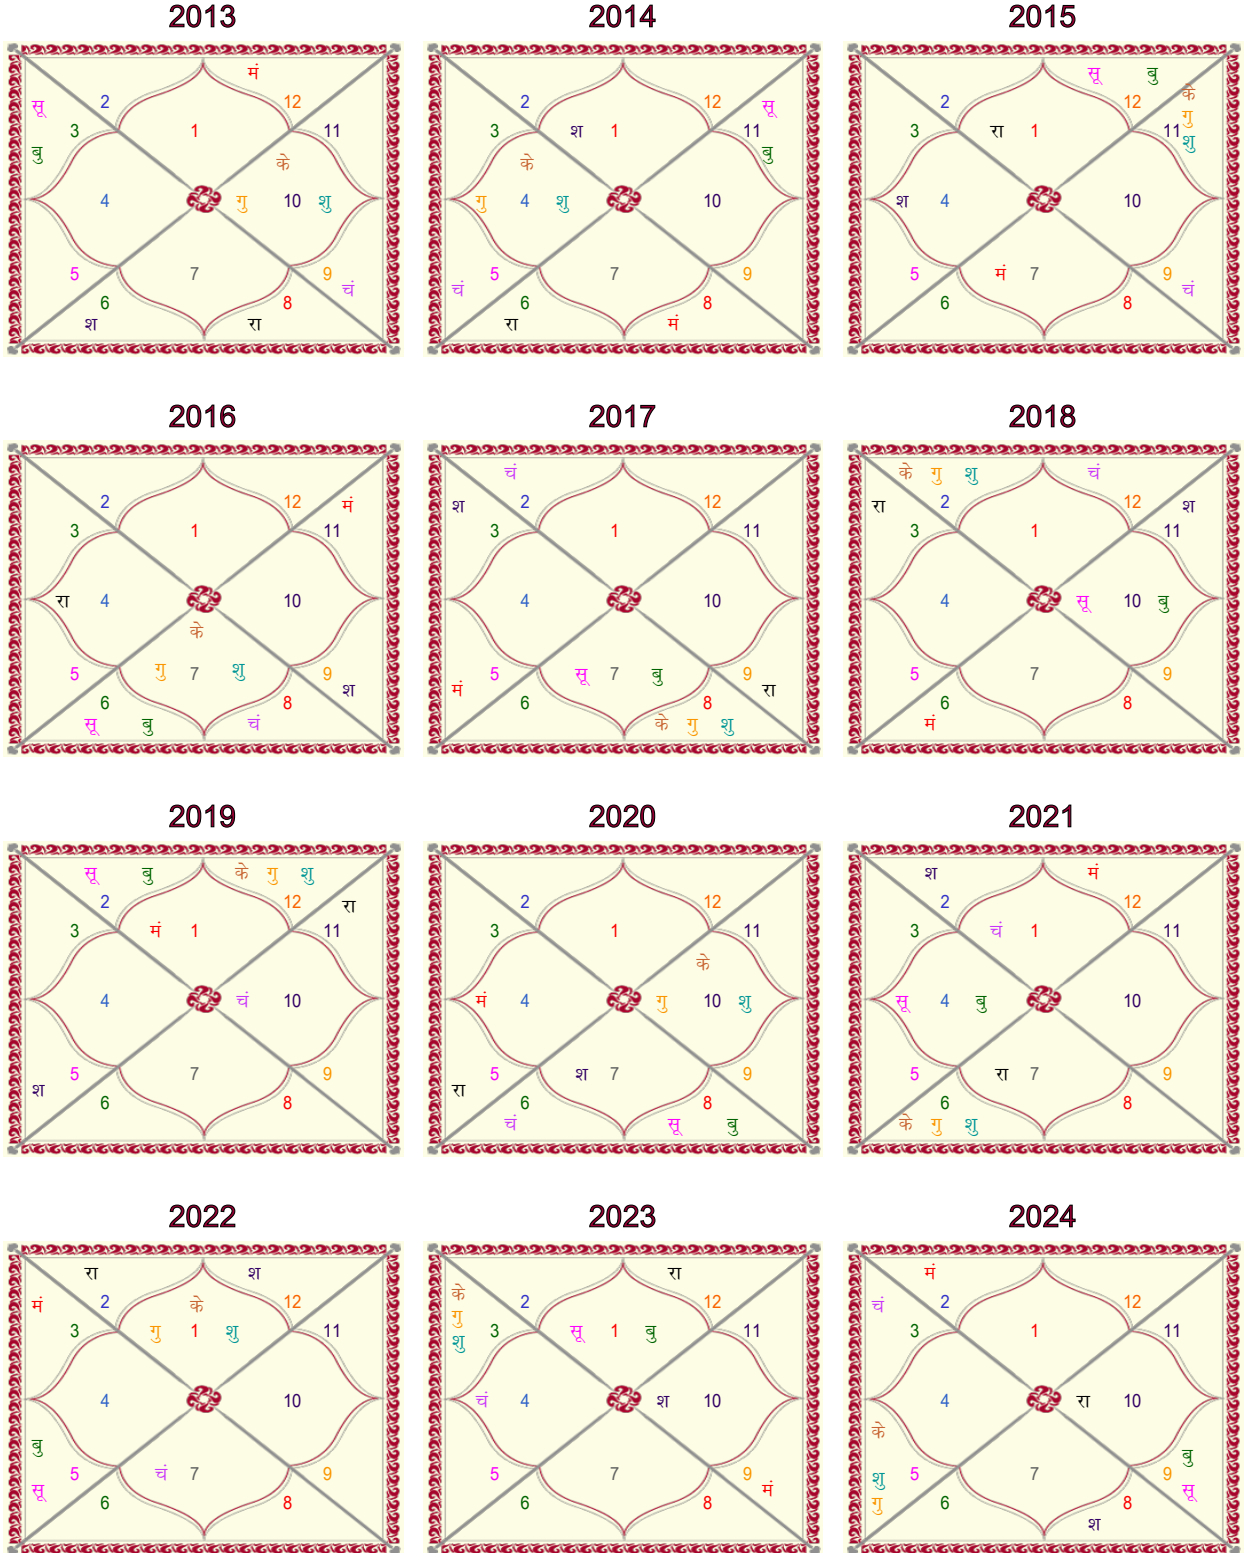 2013 2014 2015
मं
सू 2 12
3 1 11
बु के
4 गु 10 शु
5 7 9
6 8 चं
श रा
2 12 सू
3 श 1 11
के बु
गु 4 शु 10
5 7 9
चं 6 8
रा मं
सू बु
2 12 के
गु
3 रा 1 11 शु
श 4 10
5 मं 7 9
6 8 चं
2016 2017 2018
2 12 मं
3 1 11
रा 4 10
के
5 गु 7 शु 9
6 8 श
सू बु चं
चं
श 2 12
3 1 11
4 10
5 सू 7 बु 9
मं 6 8 रा
के गु शु
के गु शु चं
रा 2 12 श
3 1 11
4 सू 10 बु
5 7 9
6 8
मं
2019 2020 2021
सू बु के गु शु
2 12 रा
3 मं 1 11
4 चं 10
5 7 9
श 6 8
2 12
3 1 11
के
मं 4 गु 10 शु
5 श 7 9
रा 6 8
चं सू बु
श मं
2 12
3 चं 1 11
सू 4 बु 10
5 रा 7 9
6 8
के गु शु
2022 2023 2024
रा श
मं 2 के 12
3 गु 1 शु 11
4 10
बु
5 चं 7 9
सू 6 8
रा
के 2 12
गु
शु 3 सू 1 बु 11
चं 4 श 10
5 7 9
6 8 मं
मं
चं 2 12
3 1 11
4 रा 10
के
बु
शु 5 7 9
गु 6 8 सू
श